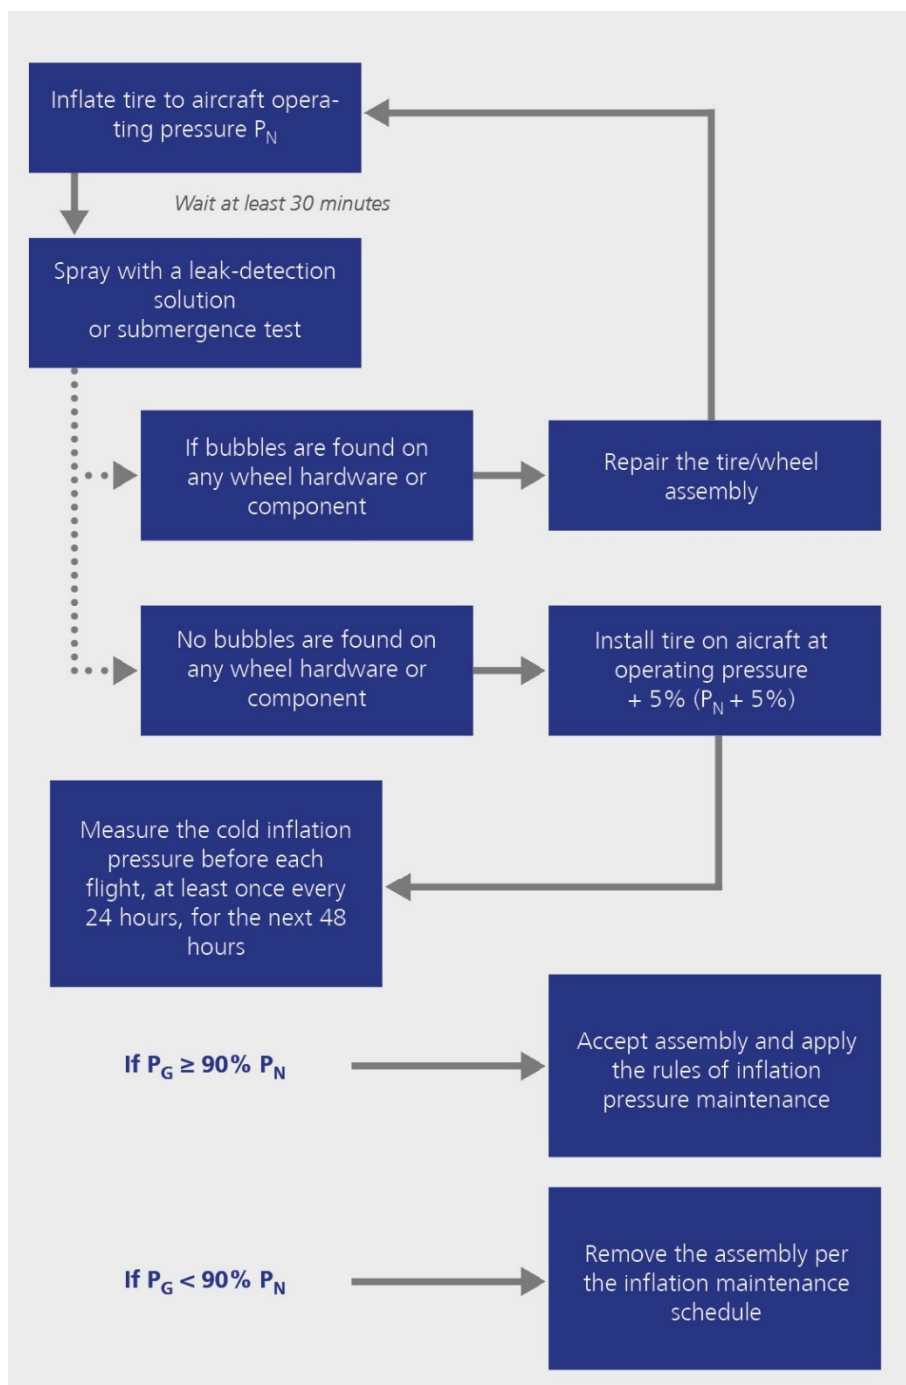 Inflate tire to aircraft opera-
ting pressure PN
Wait at least 30 minutes
Spray with a leak-detection
solution
or submergence test
If bubbles are found on
any wheel hardware or
component
Repair the tire/wheel
assembly
No bubbles are found on
any wheel hardware or
component
Install tire on aicraft at
operating pressure
+ 5% (PN + 5%)
Measure the cold inflation
pressure before each
flight, at least once every
24 hours, for the next 48
hours
If PG ≥ 90% PN
Accept assembly and apply
the rules of inflation
pressure maintenance
If PG < 90% PN
Remove the assembly per
the inflation maintenance
schedule